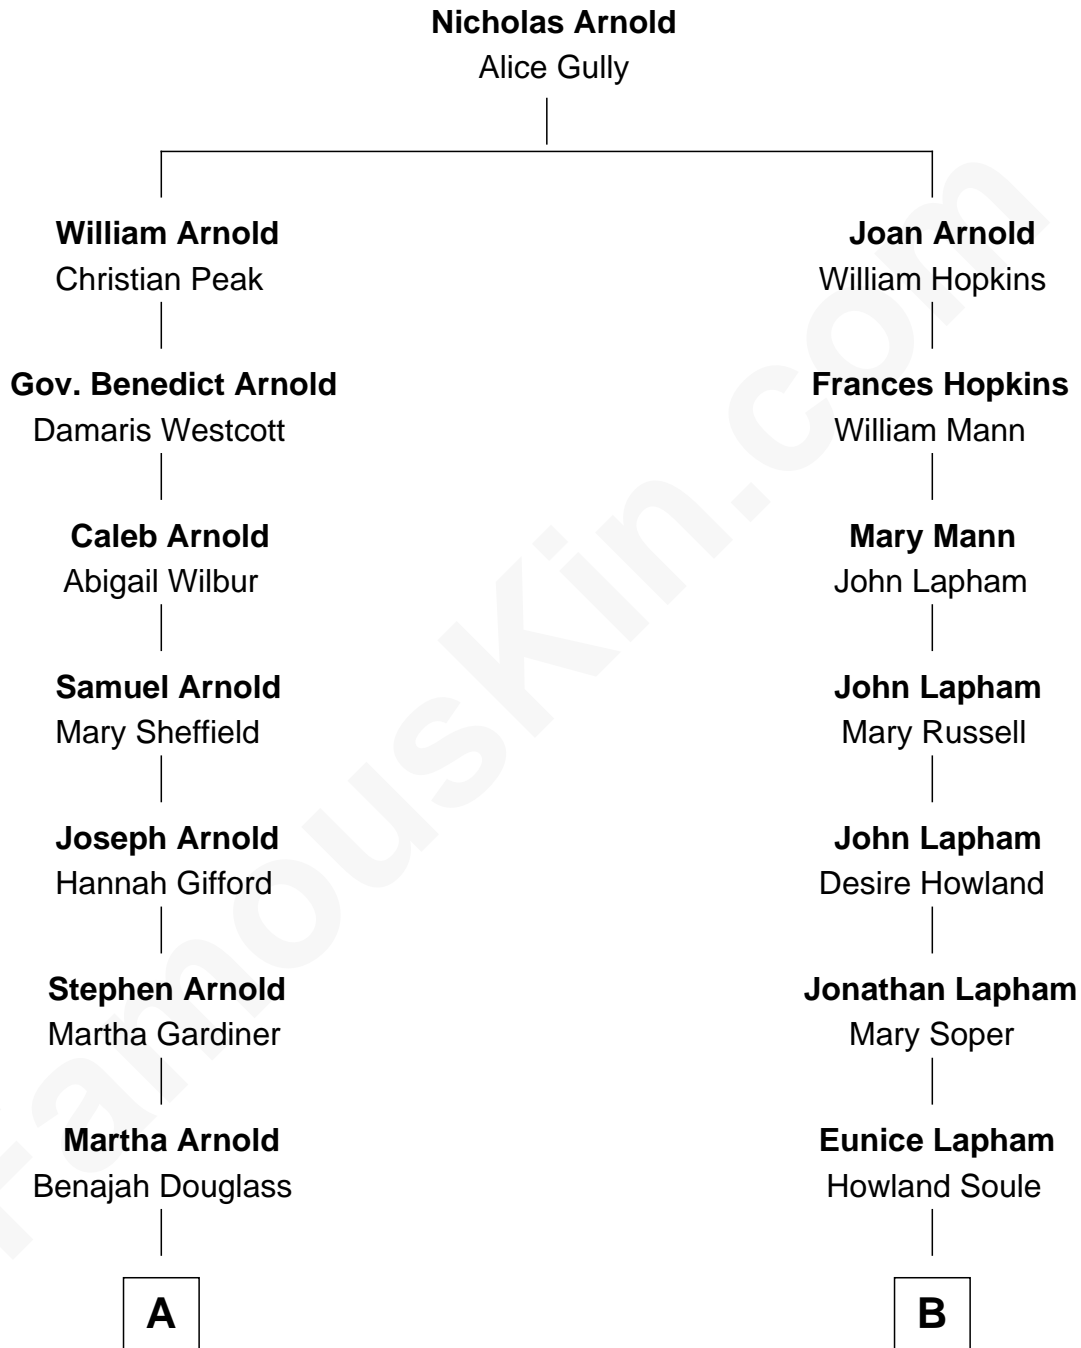 Nicholas Arnold
Alice Gully
William Arnold
Christian Peak
Joan Arnold
William Hopkins
Gov. Benedict Arnold
Damaris Westcott
Frances Hopkins
William Mann
Caleb Arnold
Abigail Wilbur
Mary Mann
John Lapham
Samuel Arnold
Mary Sheffield
John Lapham
Mary Russell
Joseph Arnold
Hannah Gifford
John Lapham
Desire Howland
Stephen Arnold
Martha Gardiner
Jonathan Lapham
Mary Soper
Martha Arnold
Benajah Douglass
Eunice Lapham
Howland Soule
A
B
FamousKin.com